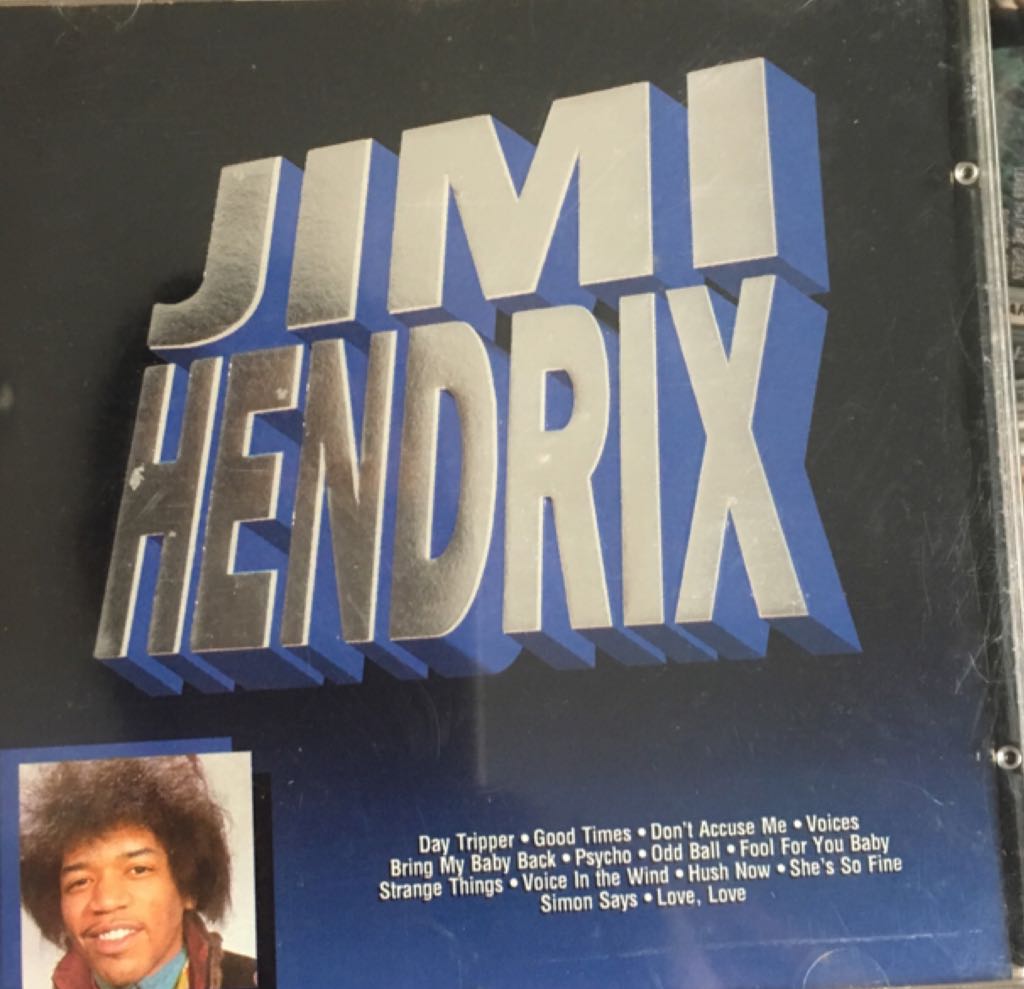 JIMI
HENDRIX
Day Tripper • Good Times • Don't Accuse Me • Voices
Bring My Baby Back • Psycho • Odd Ball • Fool For You Baby
Strange Things • Voice In the Wind • Hush Now • She's So Fine
Simon Says • Love, Love